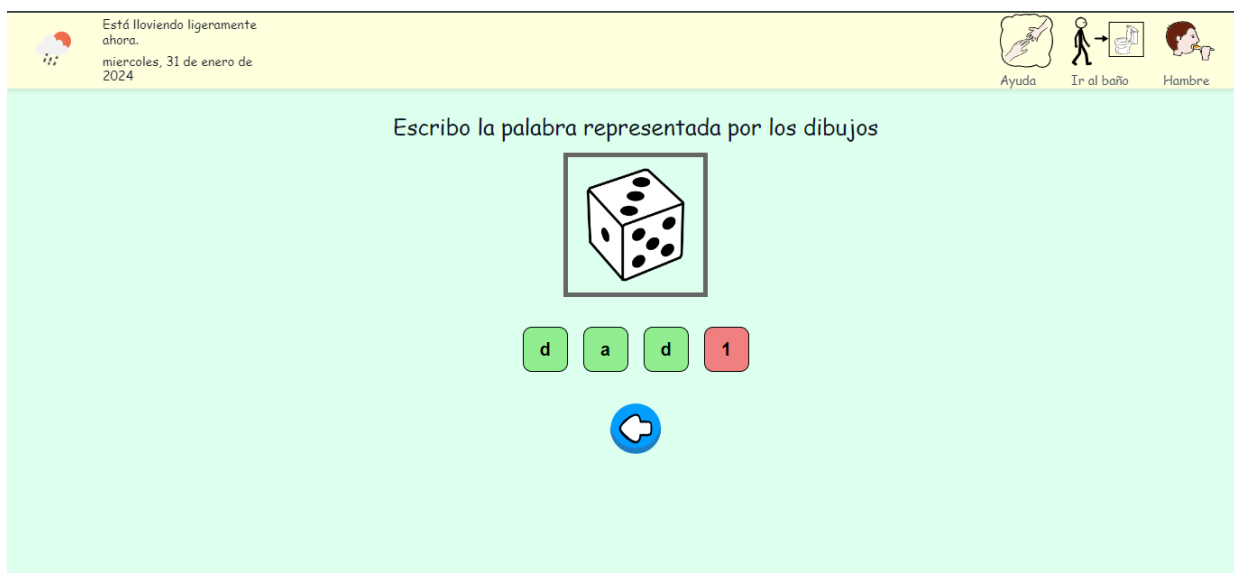 Está lloviendo ligeramente
ahora.
miercoles, 31 de enero de
2024
Ayuda
Ir al baño
Hambre
Escribo la palabra representada por los dibujos
d a d 1